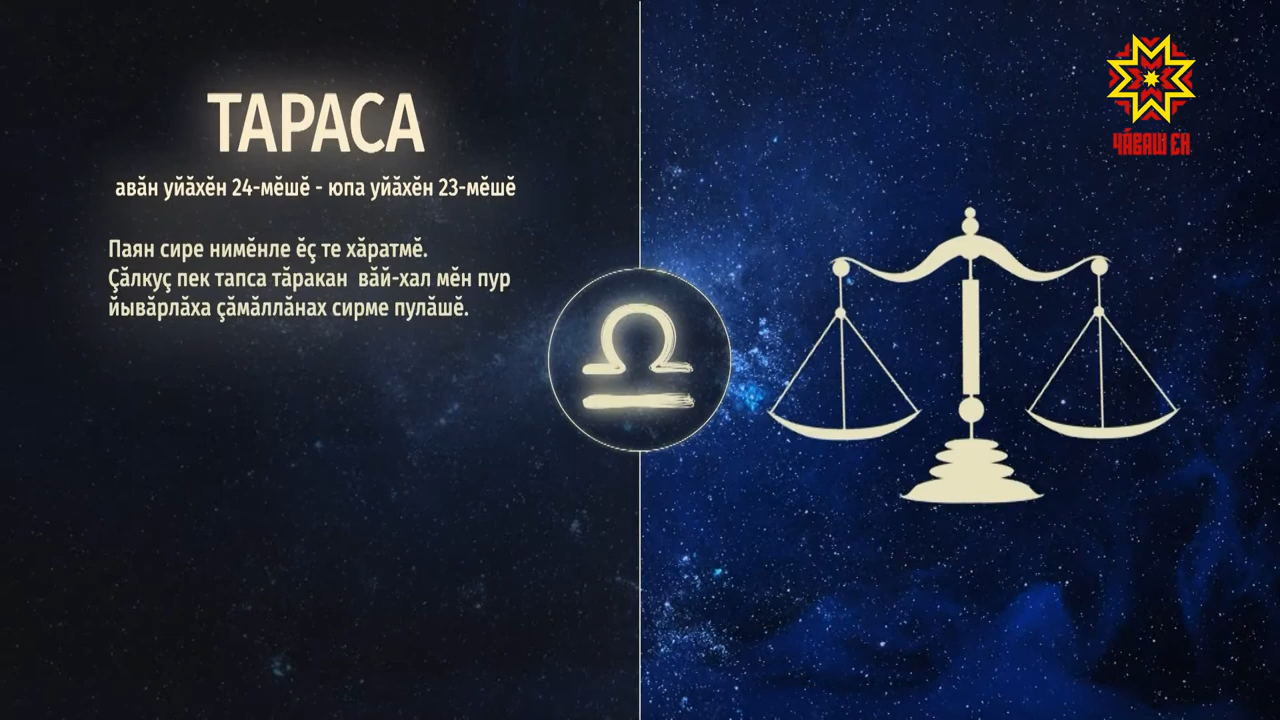 ТАРАСА
авӑн уйӑхӗн 24-мӗшӗ - юпа уйӑхӗн 23-мӗшӗ
Паян сире нимӗнле ӗҫ те хӑратмӗ.
Ҫӑлкуҫ пек тапса тӑракан вӑй-хал мӗн пур
йывӑрлӑха ҫӑмӑллӑнах сирме пулӑшӗ.
ЧӐВАШ ЕН